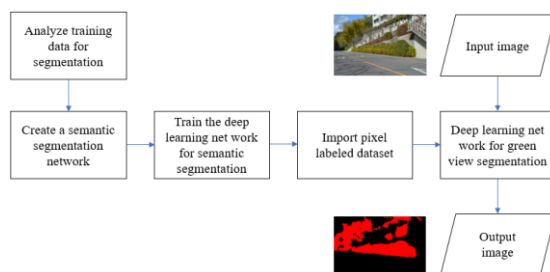 Analyze training
data for
segmentation
Input image
Create a semantic
segmentation
network
Train the deep
learning net work
for semantic
segmentation
Import pixel
labeled dataset
Deep learning net
work for green
view segmentation
Output
image